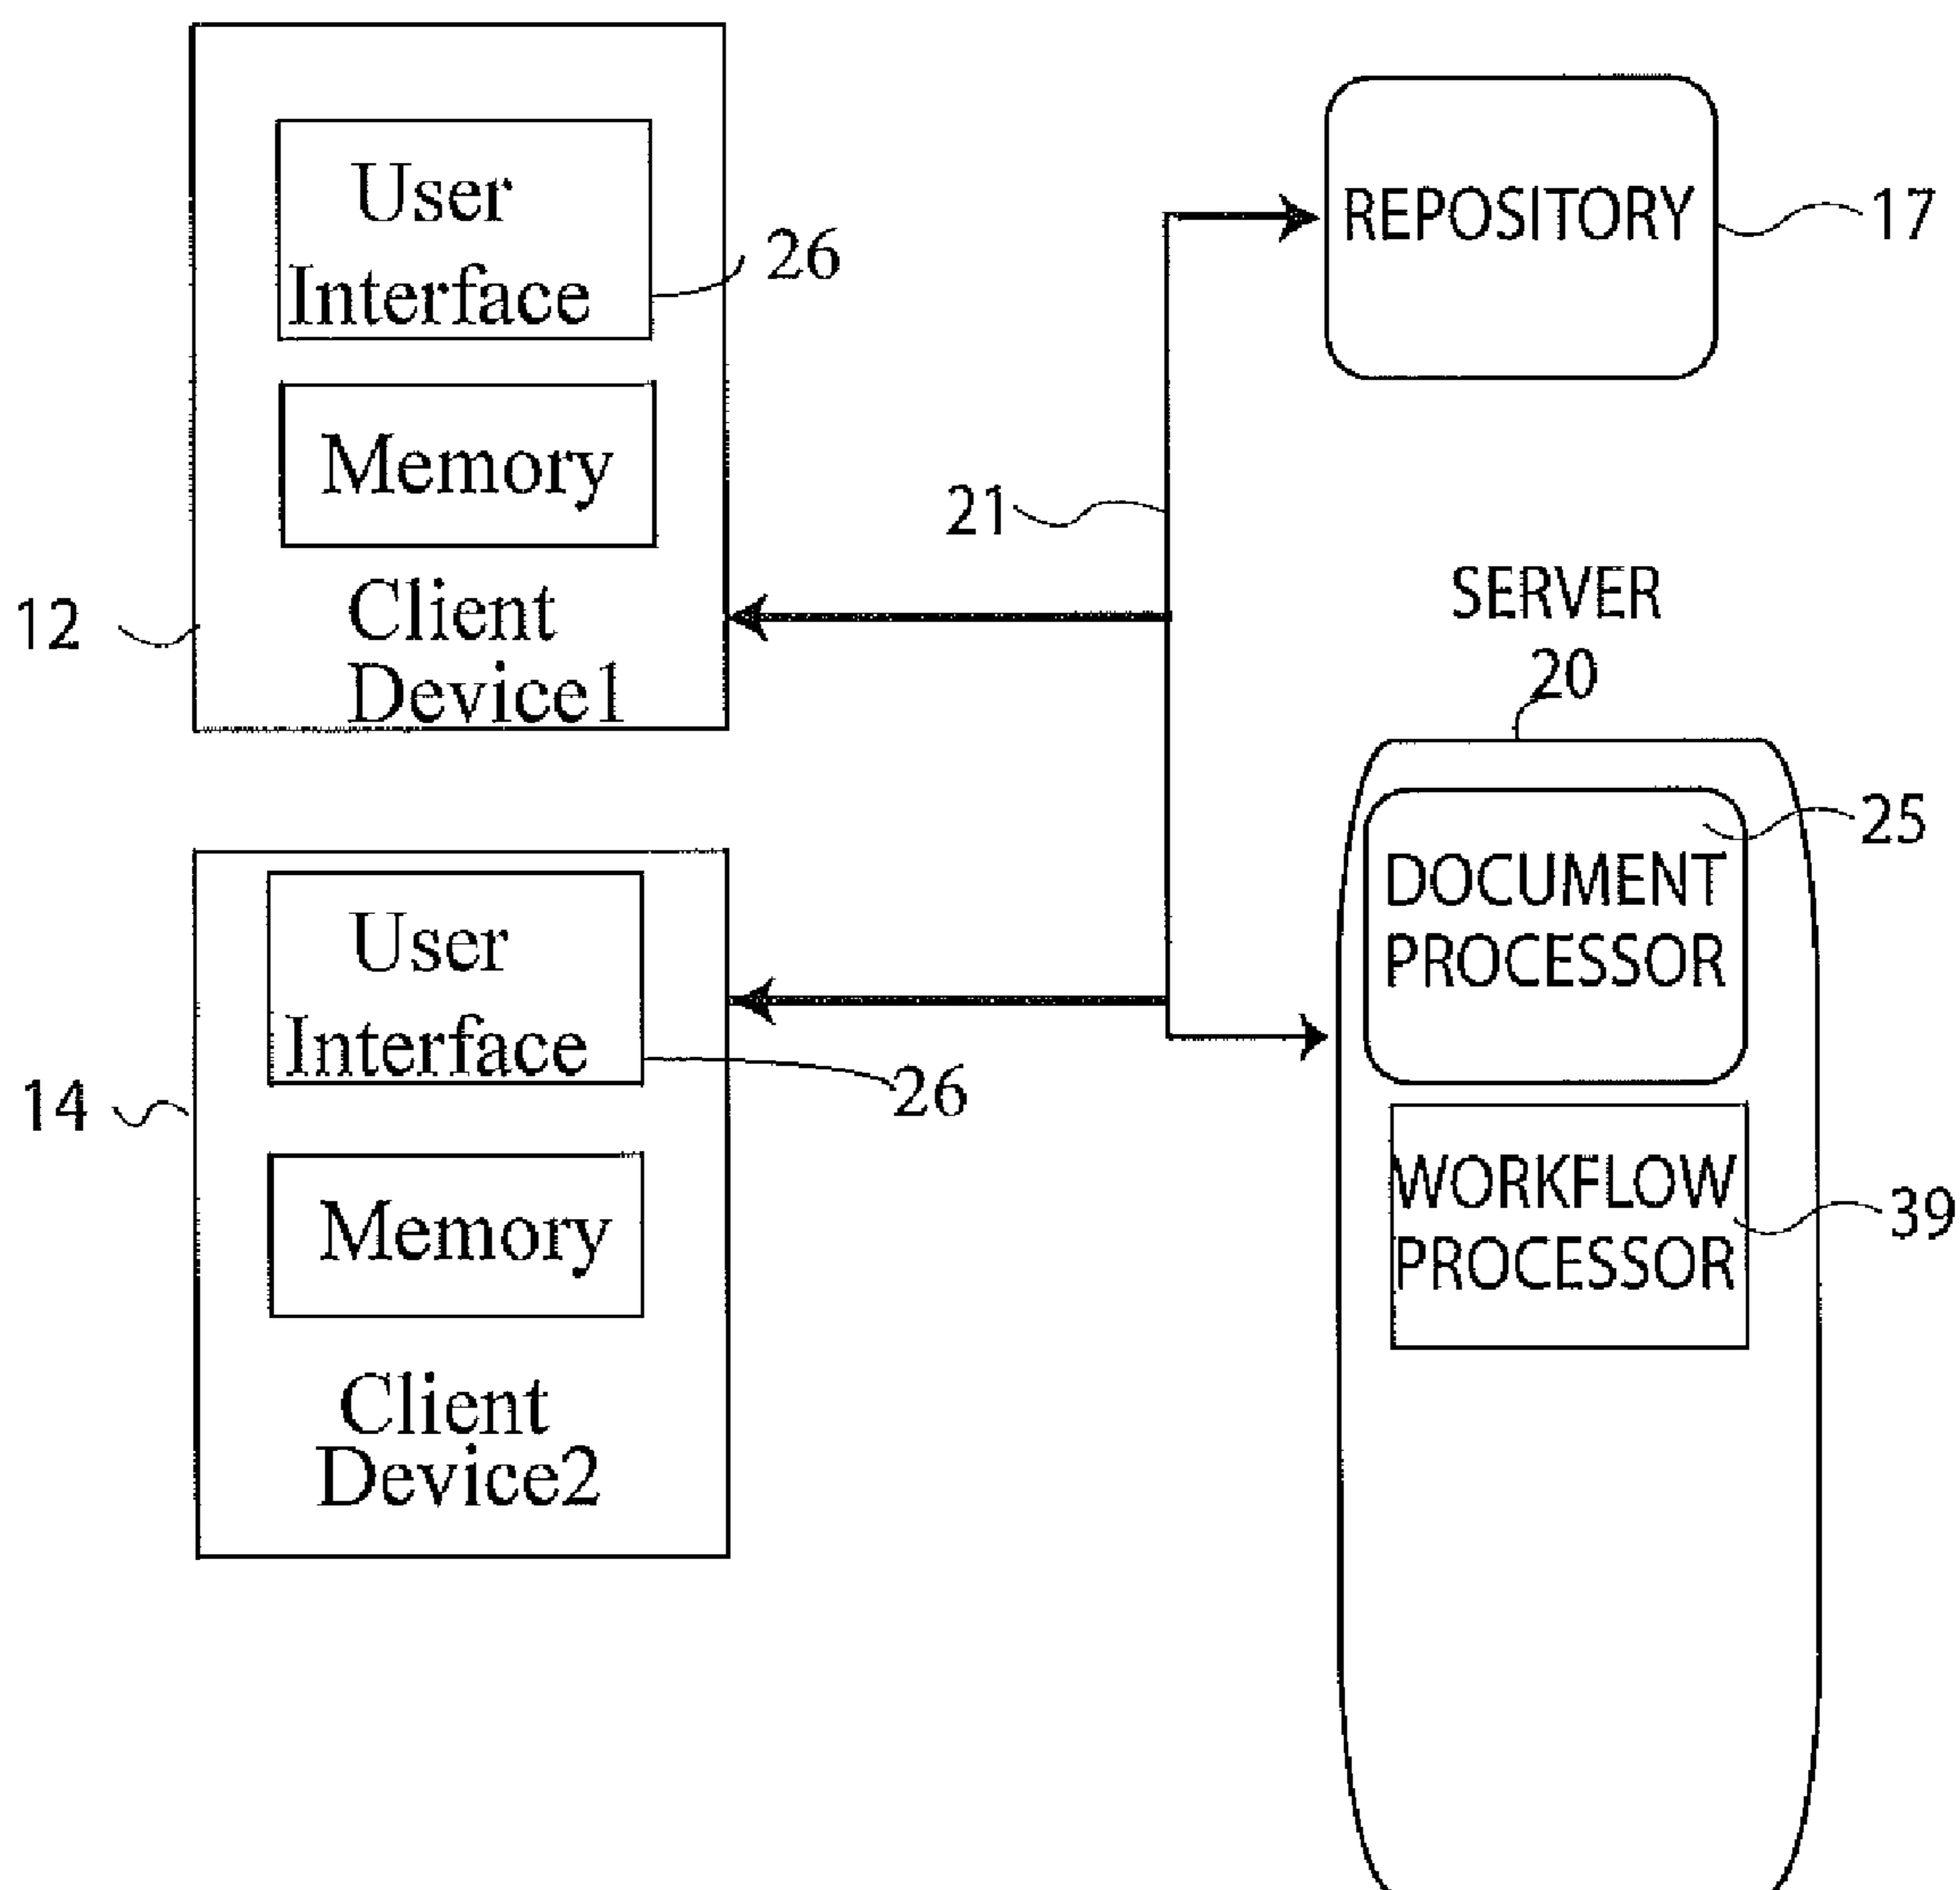 User
Interface
26
Memory
12
Client
Device1
REPOSITORY
17
21
SERVER
20
User
Interface
26
14
Memory
Client
Device2
DOCUMENT
PROCESSOR
25
WORKFLOW
PROCESSOR
39